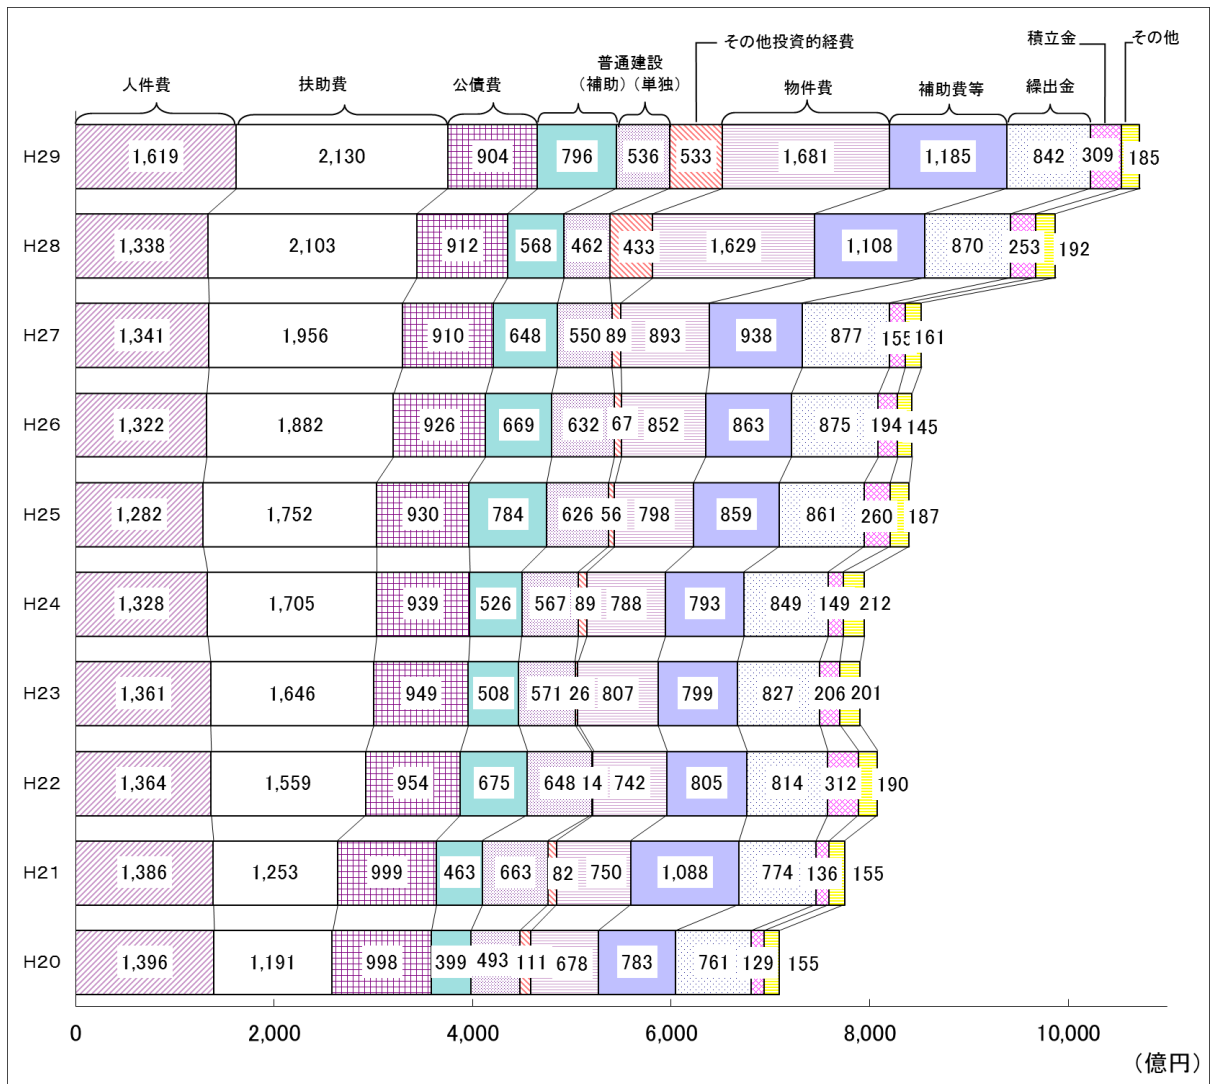 その他投資的経費
積立金
その他
普通建設
（補助）（単独）
人件費
扶助費
公債費
物件費
補助費等
繰出金
H29 1,619 2,130 904 796 536 533 1,681 1,185 842 309 185
H28 1,338 2,103 912 568 462 433 1,629 1,108 870 253 192
H27 1,341 1,956 910 648 550 89 893 938 877 155 161
H26 1,322 1,882 926 669 632 67 852 863 875 194 145
H25 1,282 1,752 930 784 626 56 798 859 861 260 187
H24 1,328 1,705 939 526 567 89 788 793 849 149 212
H23 1,361 1,646 949 508 571 26 807 799 827 206 201
H22 1,364 1,559 954 675 648 14 742 805 814 312 190
H21 1,386 1,253 999 463 663 82 750 1,088 774 136 155
H20 1,396 1,191 998 399 493 111 678 783 761 129 155
0 2,000 4,000 6,000 8,000 10,000
（億円）